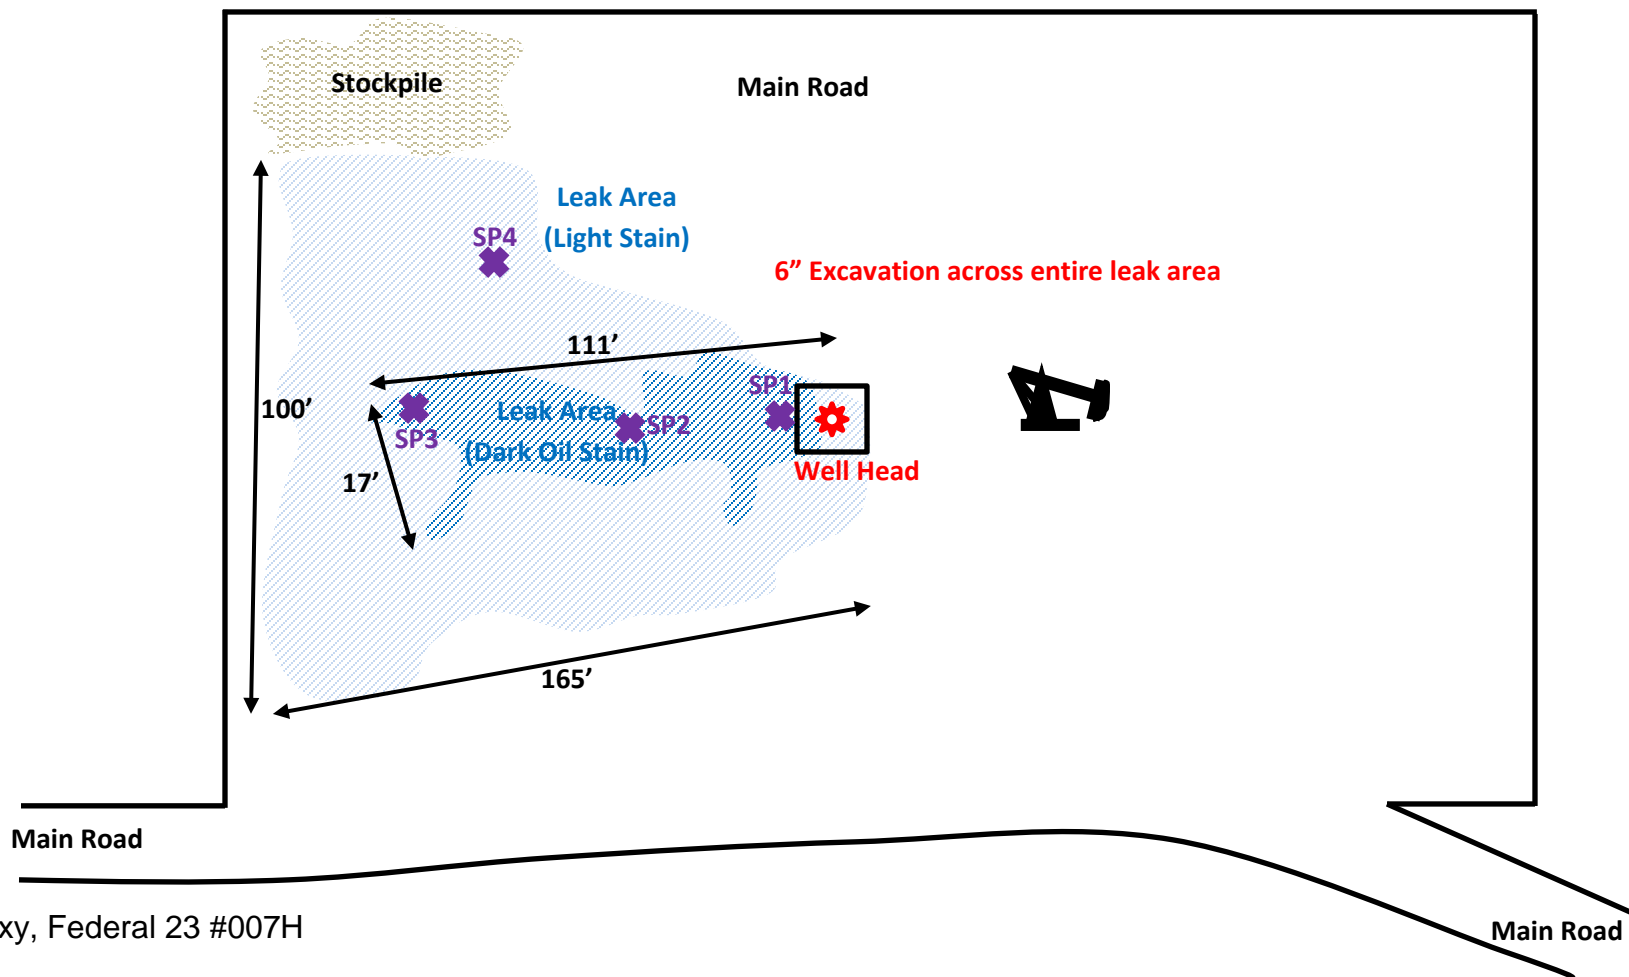 Stockpile
Main Road
Leak Area
(Light Stain)
SP4
6” Excavation across entire leak area
111’
SP1
100’
Leak Area
SP2
SP3
(Dark Oil Stain)
Well Head
17’
165’
Main Road
xy, Federal 23 #007H
Main Road